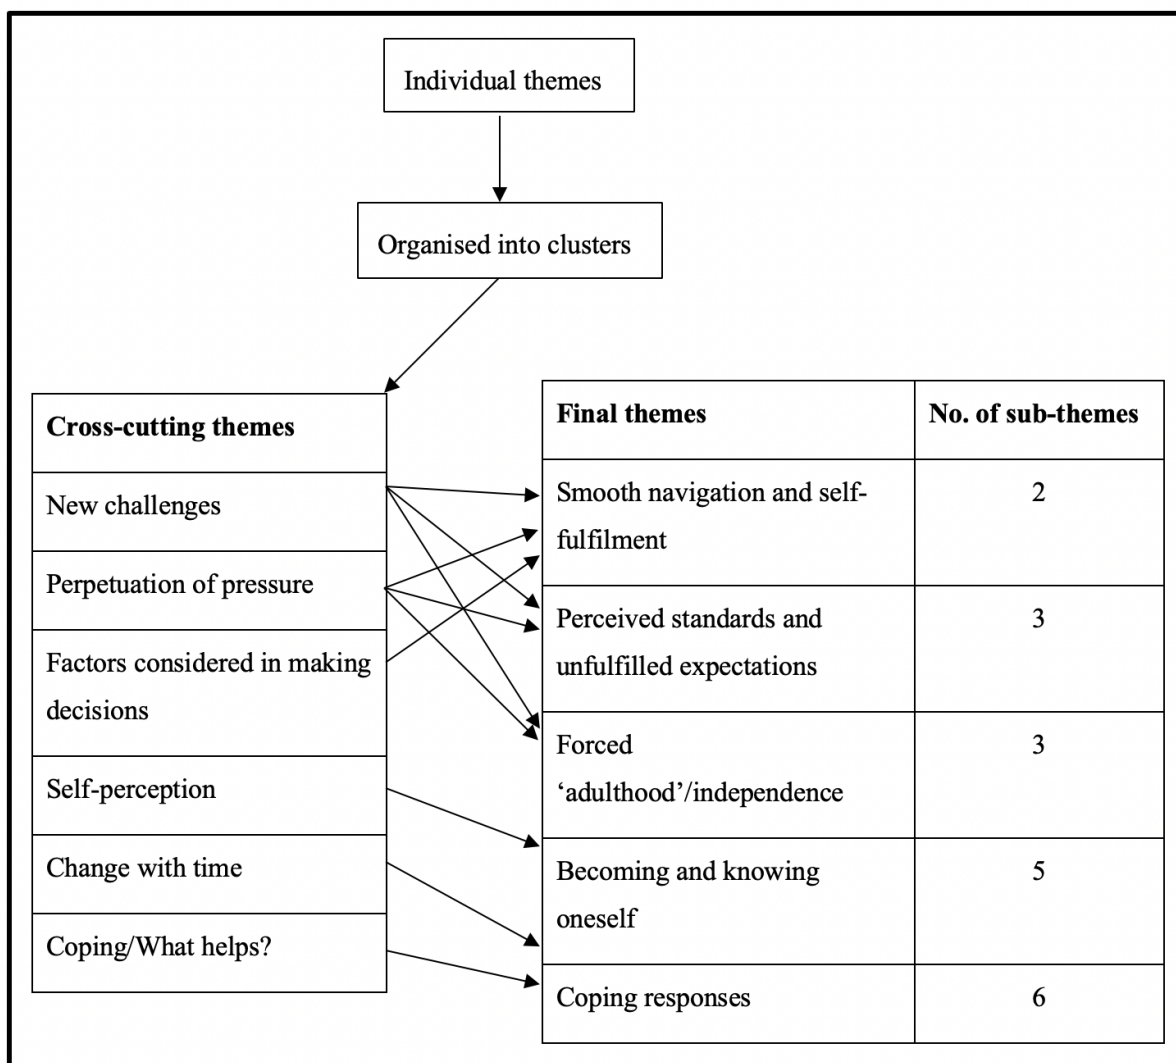 Individual themes
Organised into clusters
Cross-cutting themes
New challenges
Perpetuation of pressure
Factors considered in making
decisions
Self-perception
Change with time
Coping/What helps?
Final themes
No. of sub-themes
Smooth navigation and self-
fulfilment
2
Perceived standards and
unfulfilled expectations
3
Forced
‘adulthood’/independence
3
Becoming and knowing
oneself
5
Coping responses
6